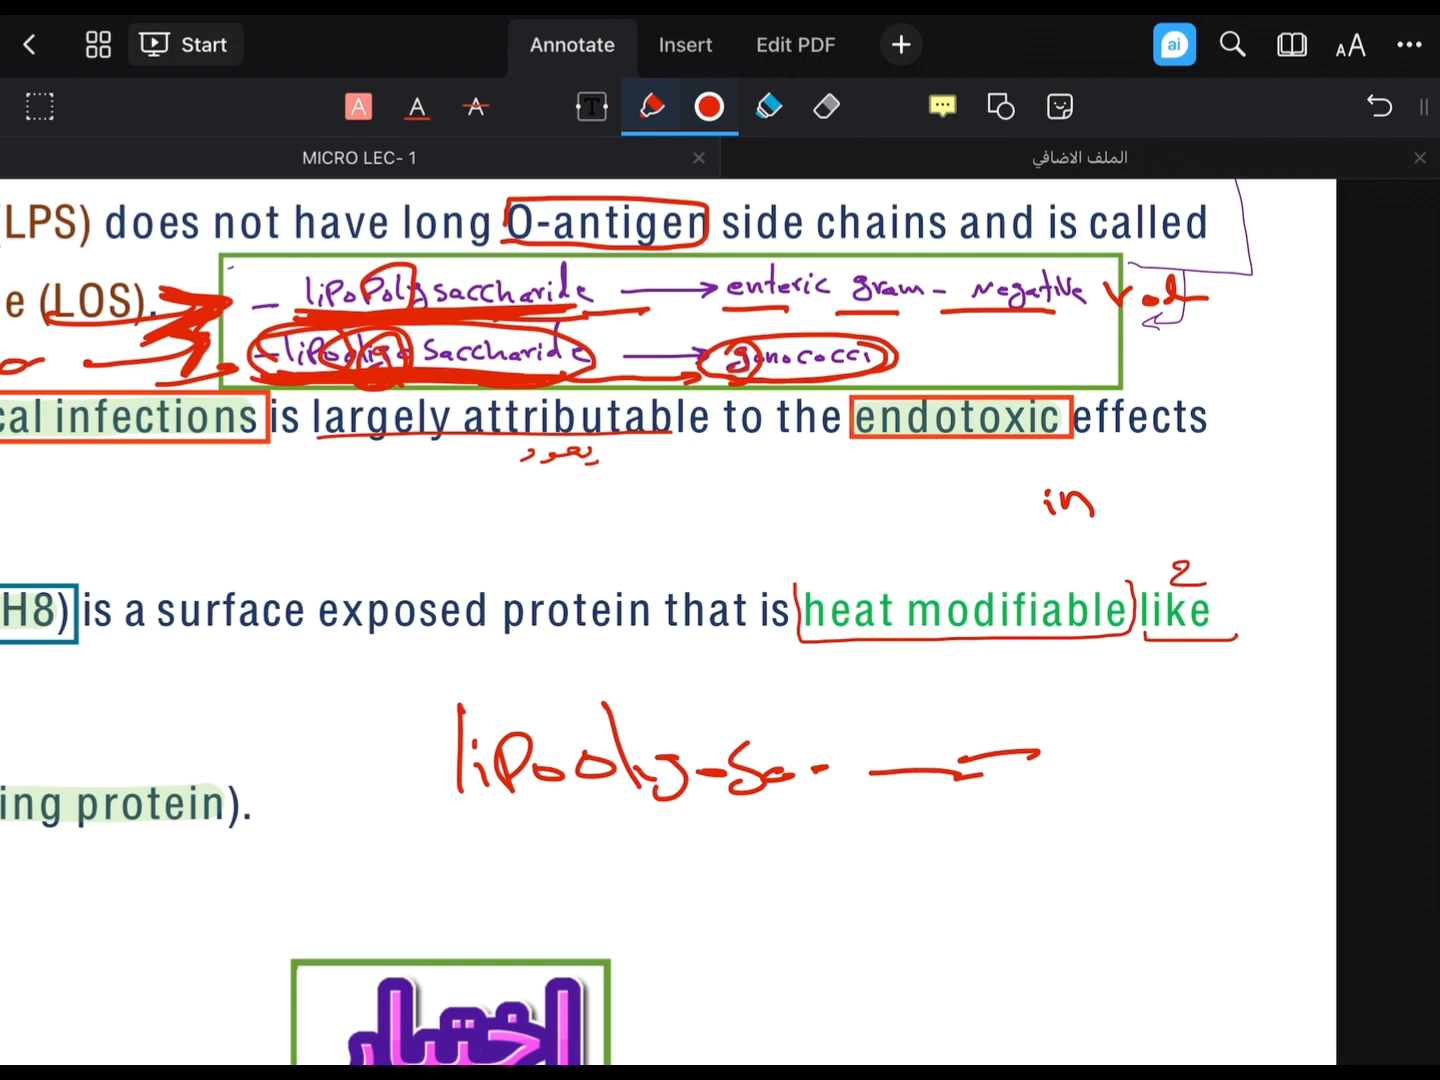 Start
Annotate Insert Edit PDF
MICRO LEC- 1
الملف الاضافي
(LPS) does not have long O-antigen side chains and is called
- lipopolysaccharide → enteric gram - negative
e (LOS).
- lipooligosaccharide → gonococci
cal infections is largely attributable to the endotoxic effects
يعود
in
2
H8) is a surface exposed protein that is heat modifiable like
ing protein).
اختبار